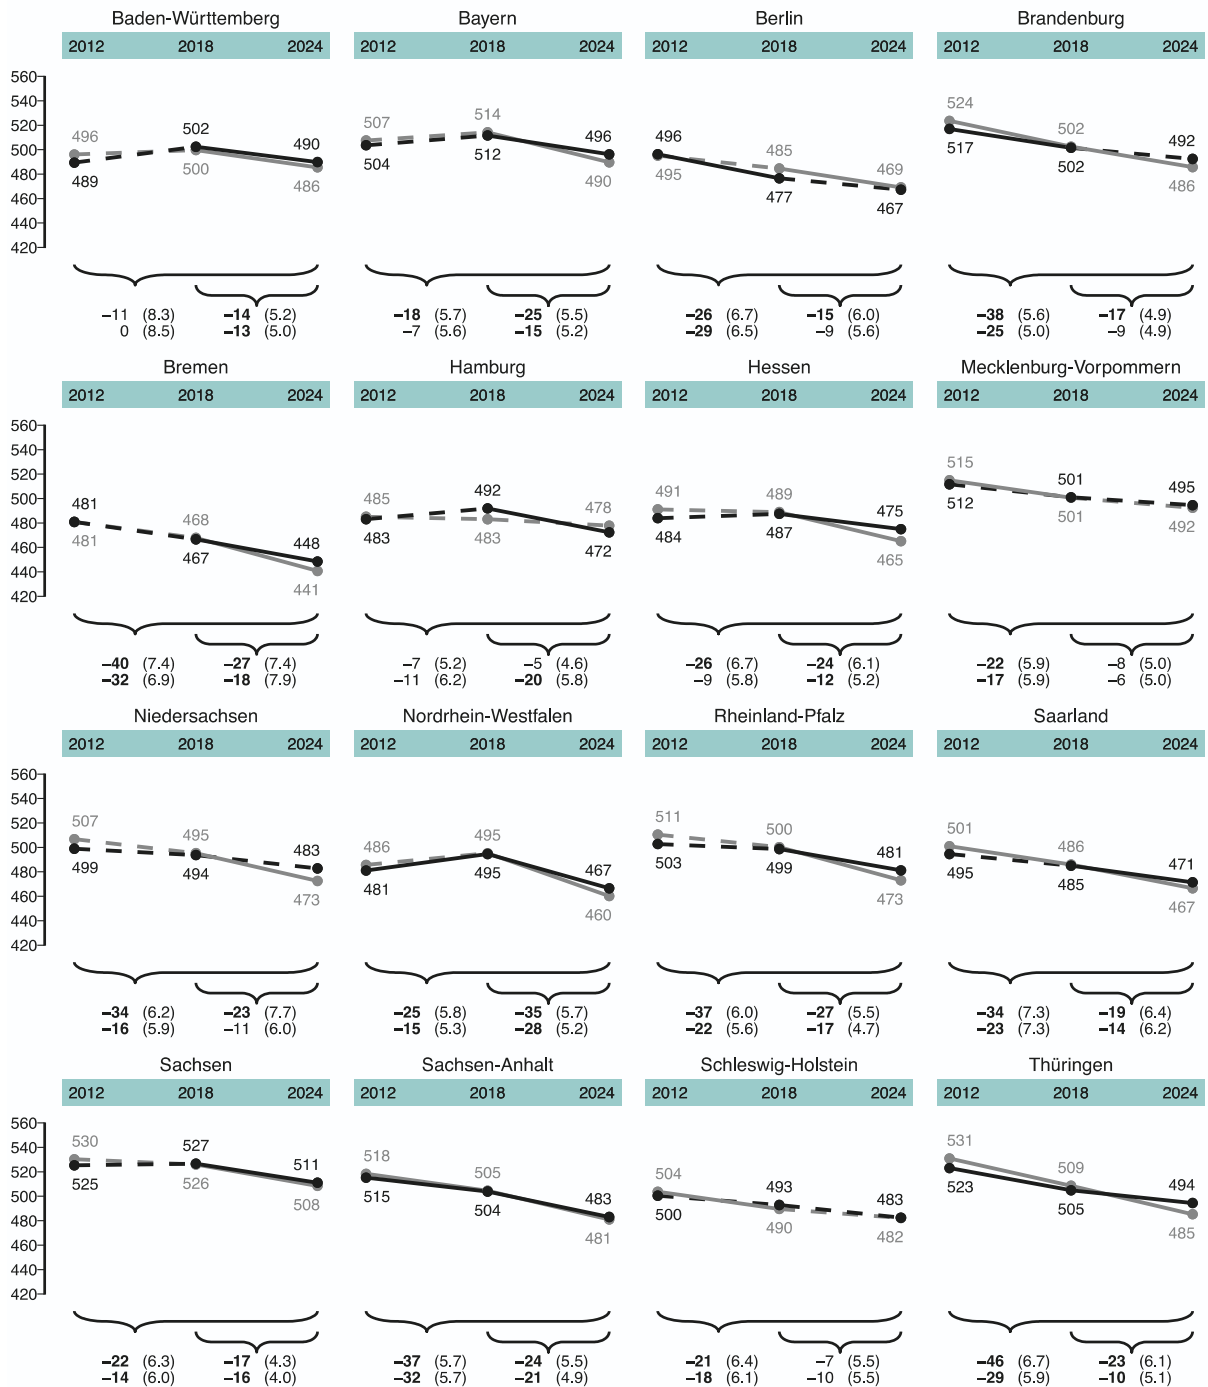 Baden-Württemberg Bayern Berlin Brandenburg
2012 2018 2024 2012 2018 2024 2012 2018 2024 2012 2018 2024
560
540
520
500
480
460
440
420
496 502 490
489 500 486
507 514 496
504 512 490
496 485 469
495 477 467
524 502 492
517 502 486
–11 (8.3) –14 (5.2) –18 (5.7) –25 (5.5) –26 (6.7) –15 (6.0) –38 (5.6) –17 (4.9)
0 (8.5) –13 (5.0) –7 (5.6) –15 (5.2) –29 (6.5) –9 (5.6) –25 (5.0) –9 (4.9)
Bremen Hamburg Hessen Mecklenburg-Vorpommern
2012 2018 2024 2012 2018 2024 2012 2018 2024 2012 2018 2024
560
540
520
500
480
460
440
420
481 468 448
481 467 441
485 492 478
483 483 472
491 489 475
484 487 465
515 501 495
512 501 492
–40 (7.4) –27 (7.4) –7 (5.2) –5 (4.6) –26 (6.7) –24 (6.1) –22 (5.9) –8 (5.0)
–32 (6.9) –18 (7.9) –11 (6.2) –20 (5.8) –9 (5.8) –12 (5.2) –17 (5.9) –6 (5.0)
Niedersachsen Nordrhein-Westfalen Rheinland-Pfalz Saarland
2012 2018 2024 2012 2018 2024 2012 2018 2024 2012 2018 2024
560
540
520
500
480
460
440
420
507 495 483
499 494 473
486 495 467
481 495 460
511 500 481
503 499 473
501 486 471
495 485 467
–34 (6.2) –23 (7.7) –25 (5.8) –35 (5.7) –37 (6.0) –27 (5.5) –34 (7.3) –19 (6.4)
–16 (5.9) –11 (6.0) –15 (5.3) –28 (5.2) –22 (5.6) –17 (4.7) –23 (7.3) –14 (6.2)
Sachsen Sachsen-Anhalt Schleswig-Holstein Thüringen
2012 2018 2024 2012 2018 2024 2012 2018 2024 2012 2018 2024
560
540
520
500
480
460
440
420
530 527 511
525 526 508
518 505 483
515 504 481
504 493 483
500 490 482
531 509 494
523 505 485
–22 (6.3) –17 (4.3) –37 (5.7) –24 (5.5) –21 (6.4) –7 (5.5) –46 (6.7) –23 (6.1)
–14 (6.0) –16 (4.0) –32 (5.7) –21 (4.9) –18 (6.1) –10 (5.5) –29 (5.9) –10 (5.1)